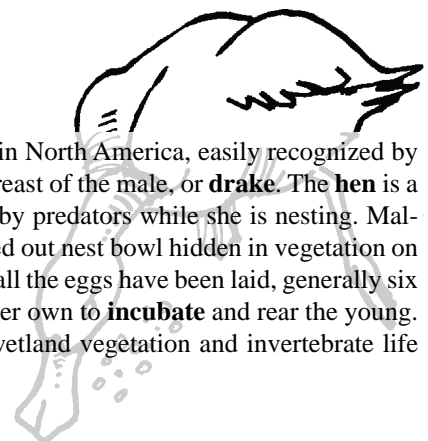 in North America, easily recognized by
reast of the male, or drake. The hen is a
by predators while she is nesting. Mal-
ed out nest bowl hidden in vegetation on
all the eggs have been laid, generally six
er own to incubate and rear the young.
wetland vegetation and invertebrate life